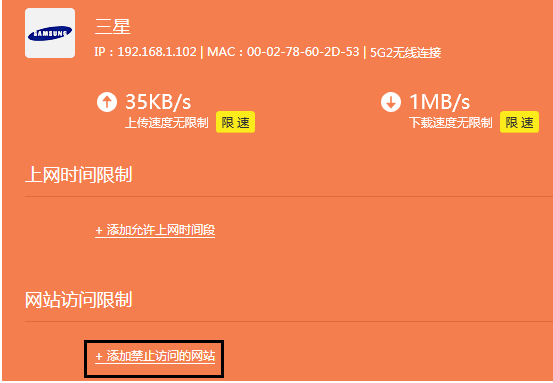 SAMSUNG
三星
IP：192.168.1.102 | MAC：00-02-78-60-2D-53 | 5G2无线连接
35KB/s
上传速度无限制 限 速
1MB/s
下载速度无限制 限 速
上网时间限制
+ 添加允许上网时间段
网站访问限制
+ 添加禁止访问的网站